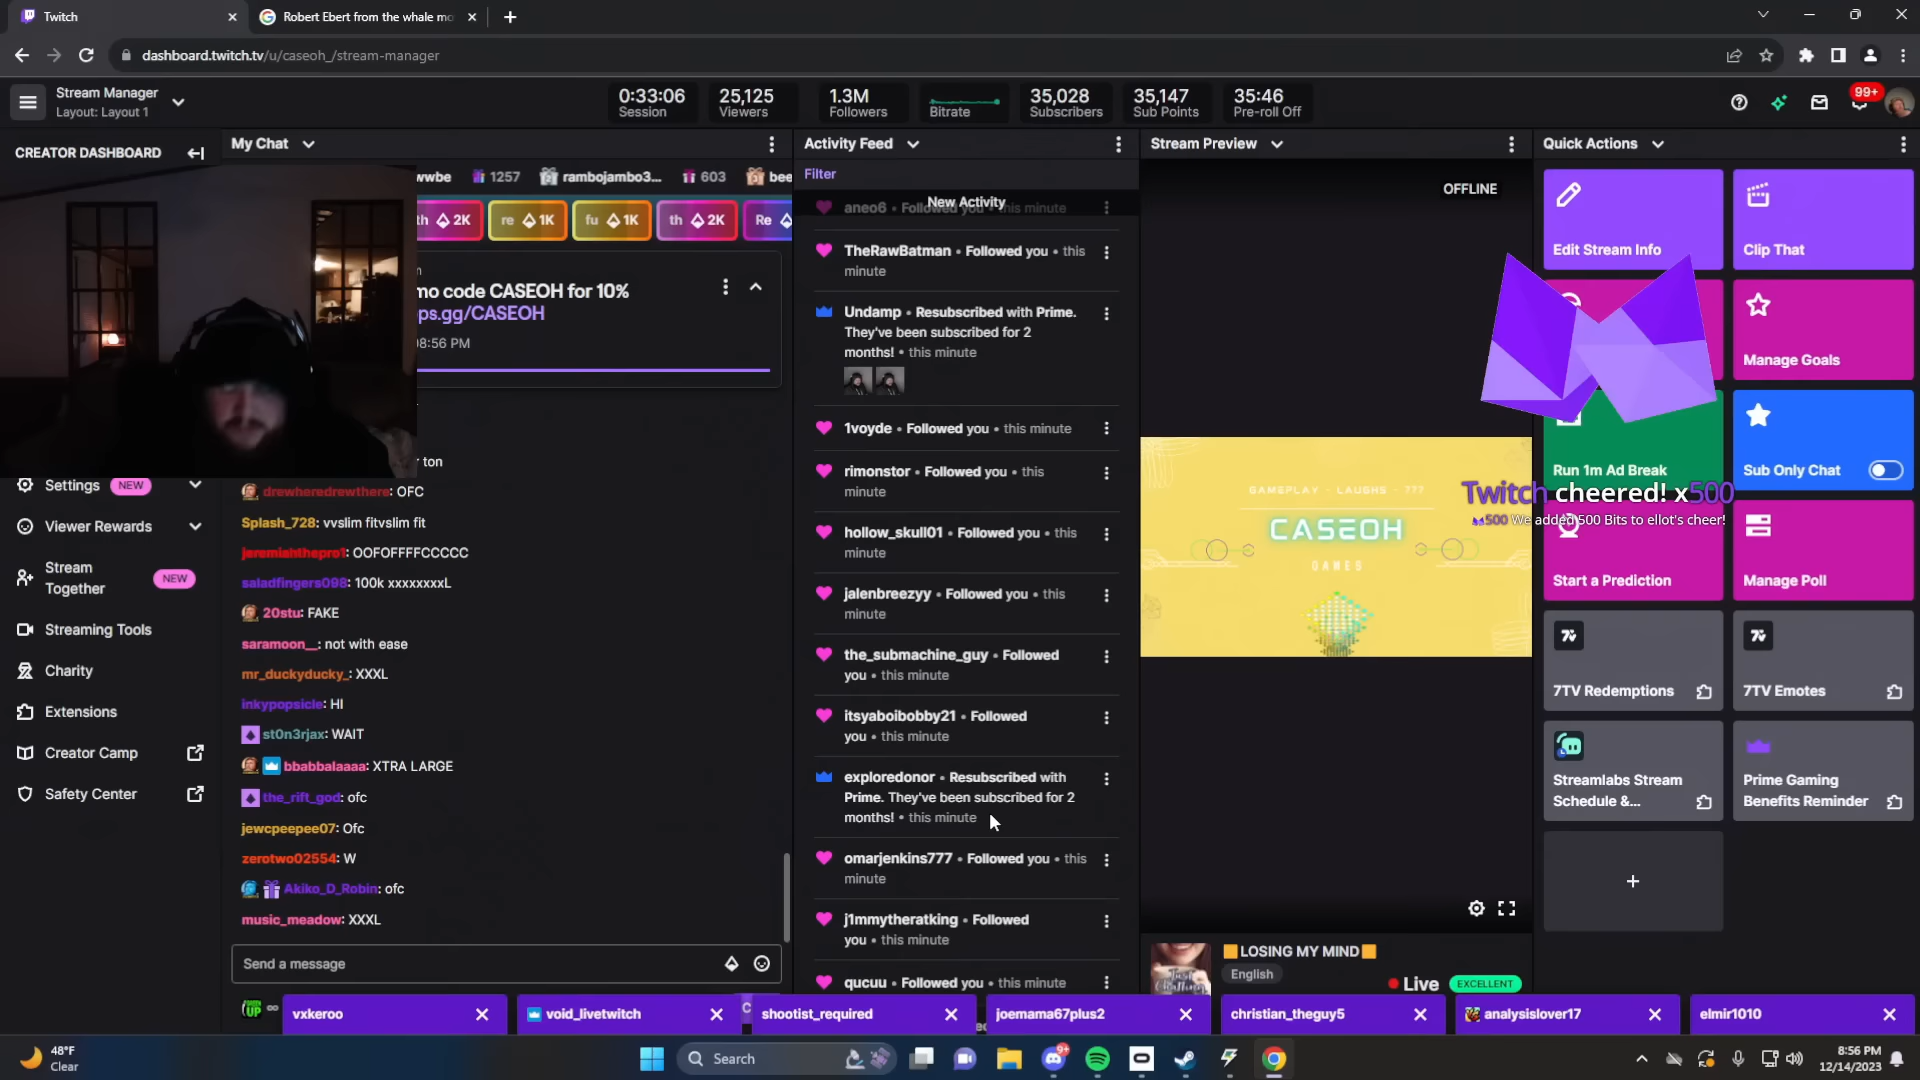 Twitch
Robert Ebert from the whale mo
dashboard.twitch.tv/u/caseoh_/stream-manager
Stream Manager
Layout: Layout 1
0:33:06
Session
25,125
Viewers
1.3M
Followers
Bitrate
35,028
Subscribers
35,147
Sub Points
35:46
Pre-roll Off
99+
CREATOR DASHBOARD
Settings NEW
Viewer Rewards
Stream
Together
NEW
Streaming Tools
Charity
Extensions
Creator Camp
Safety Center
My Chat
wwbe 1257 rambojambo3... 603 bee
th 2K re 1K fu 1K th 2K Re
mo code CASEOH for 10%
ps.gg/CASEOH
08:56 PM
ton
drewheredrewthere: OFC
Splash_728: vvslim fitvslim fit
jeremiahthepro1: OOFOFFFFCCCCC
saladfingers098: 100k xxxxxxxxL
20stu: FAKE
saramoon__: not with ease
mr_duckyducky_: XXXL
inkypopsicle: HI
st0n3rjax: WAIT
bbabbalaaaa: XTRA LARGE
the_rift_god: ofc
jewcpeepee07: Ofc
zerotwo02554: W
Akiko_D_Robin: ofc
music_meadow: XXXL
Send a message
Activity Feed
Filter
New Activity
aneo6 • Followed you • this minute
TheRawBatman • Followed you • this
minute
Undamp • Resubscribed with Prime.
They've been subscribed for 2
months! • this minute
1voyde • Followed you • this minute
rimonstor • Followed you • this
minute
hollow_skull01 • Followed you • this
minute
jalenbreezyy • Followed you • this
minute
the_submachine_guy • Followed
you • this minute
itsyaboibobby21 • Followed
you • this minute
exploredonor • Resubscribed with
Prime. They've been subscribed for 2
months! • this minute
omarjenkins777 • Followed you • this
minute
j1mmytheratking • Followed
you • this minute
qucuu • Followed you • this minute
Stream Preview
OFFLINE
GAMEPLAY - LAUGHS - ???
CASEOH
GAMES
LOSING MY MIND
English
Live EXCELLENT
Quick Actions
Edit Stream Info
Clip That
Manage Goals
Run 1m Ad Break
Sub Only Chat
Twitch cheered! x500
500 We added 500 Bits to ellot's cheer!
Start a Prediction
Manage Poll
7TV Redemptions
7TV Emotes
Streamlabs Stream
Schedule &...
Prime Gaming
Benefits Reminder
vxkeroo
void_livetwitch
shootist_required
joemama67plus2
christian_theguy5
analysislover17
elmir1010
48°F
Clear
Search
8:56 PM
12/14/2023